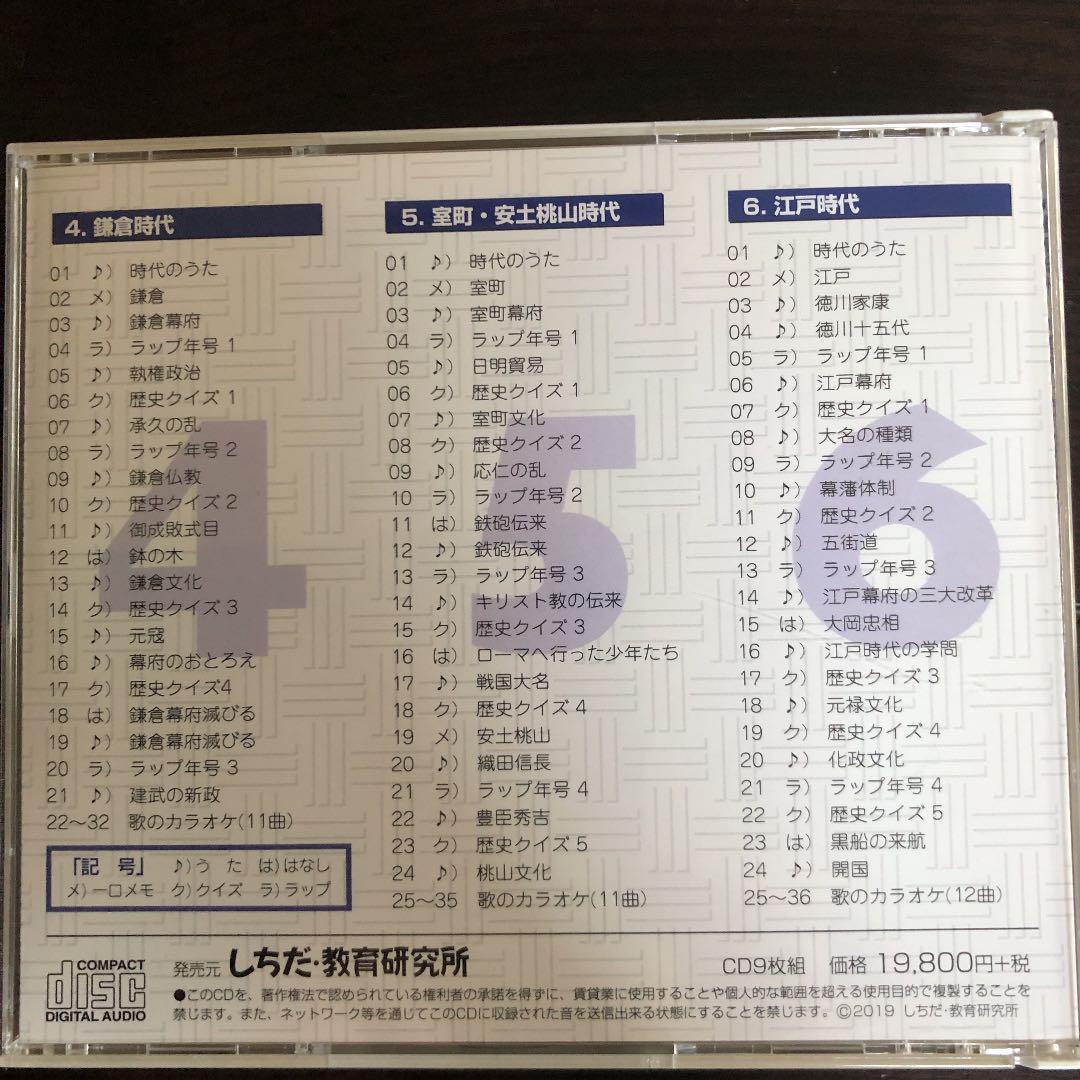 4. 鎌倉時代
01 ♪) 時代のうた
02 メ) 鎌倉
03 ♪) 鎌倉幕府
04 ラ) ラップ年号 1
05 ♪) 執権政治
06 ク) 歴史クイズ 1
07 ♪) 承久の乱
08 ラ) ラップ年号 2
09 ♪) 鎌倉仏教
10 ク) 歴史クイズ 2
11 ♪) 御成敗式目
12 は) 鉢の木
13 ♪) 鎌倉文化
14 ク) 歴史クイズ 3
15 ♪) 元寇
16 ♪) 幕府のおとろえ
17 ク) 歴史クイズ4
18 は) 鎌倉幕府滅びる
19 ♪) 鎌倉幕府滅びる
20 ラ) ラップ年号 3
21 ♪) 建武の新政
22〜32 歌のカラオケ(11曲)
「記 号」 ♪)う た は)はなし
メ)一口メモ ク)クイズ ラ)ラップ
5. 室町・安土桃山時代
01 ♪) 時代のうた
02 メ) 室町
03 ♪) 室町幕府
04 ラ) ラップ年号 1
05 ♪) 日明貿易
06 ク) 歴史クイズ 1
07 ♪) 室町文化
08 ク) 歴史クイズ 2
09 ♪) 応仁の乱
10 ラ) ラップ年号 2
11 は) 鉄砲伝来
12 ♪) 鉄砲伝来
13 ラ) ラップ年号 3
14 ♪) キリスト教の伝来
15 ク) 歴史クイズ 3
16 は) ローマへ行った少年たち
17 ♪) 戦国大名
18 ク) 歴史クイズ 4
19 メ) 安土桃山
20 ♪) 織田信長
21 ラ) ラップ年号 4
22 ♪) 豊臣秀吉
23 ク) 歴史クイズ 5
24 ♪) 桃山文化
25〜35 歌のカラオケ(11曲)
6. 江戸時代
01 ♪) 時代のうた
02 メ) 江戸
03 ♪) 徳川家康
04 ♪) 徳川十五代
05 ラ) ラップ年号 1
06 ♪) 江戸幕府
07 ク) 歴史クイズ 1
08 ♪) 大名の種類
09 ラ) ラップ年号 2
10 ♪) 幕藩体制
11 ク) 歴史クイズ 2
12 ♪) 五街道
13 ラ) ラップ年号 3
14 ♪) 江戸幕府の三大改革
15 は) 大岡忠相
16 ♪) 江戸時代の学問
17 ク) 歴史クイズ 3
18 ♪) 元禄文化
19 ク) 歴史クイズ 4
20 ♪) 化政文化
21 ラ) ラップ年号 4
22 ク) 歴史クイズ 5
23 は) 黒船の来航
24 ♪) 開国
25〜36 歌のカラオケ(12曲)
4
5
6
COMPACT
disc
DIGITAL AUDIO
発売元 しちだ・教育研究所
CD9枚組 価格 19,800円+税
●このCDを、著作権法で認められている権利者の承諾を得ずに、賃貸業に使用することや個人的な範囲を超える使用目的で複製することを
禁じます。また、ネットワーク等を通じてこのCDに収録された音を送信出来る状態にすることを禁じます。©2019 しちだ・教育研究所